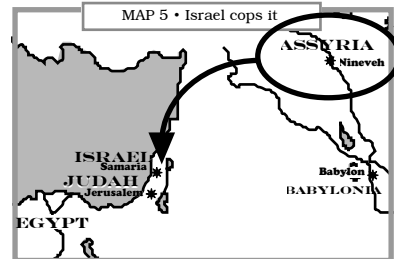 MAP 5 • Israel cops it
ASSYRIA
Nineveh
ISRAEL
Samaria
JUDAH
Jerusalem
Babylon
BABYLONIA
EGYPT